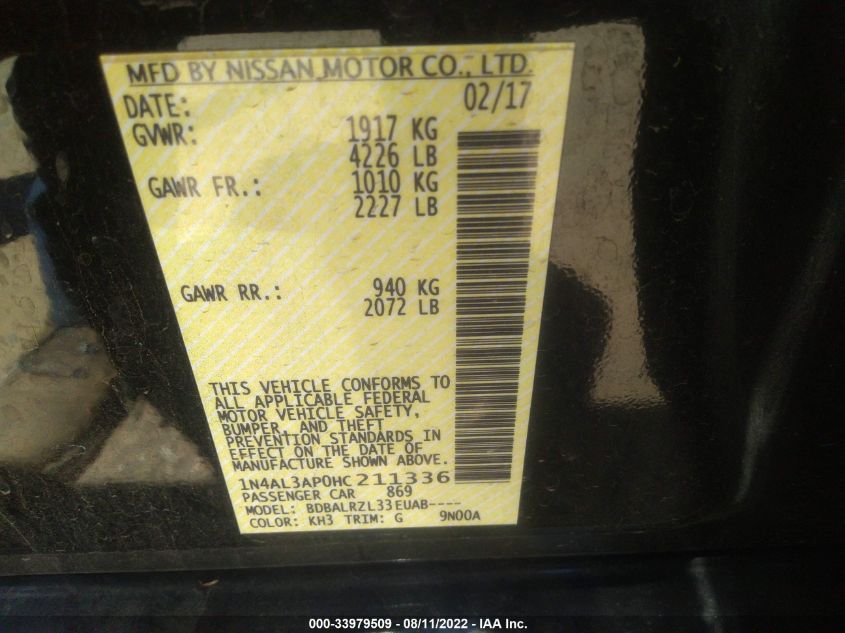 MFD BY NISSAN MOTOR CO., LTD.
DATE: 02/17
GVWR: 1917 KG
4226 LB
GAWR FR.: 1010 KG
2227 LB
GAWR RR.: 940 KG
2072 LB
THIS VEHICLE CONFORMS TO
ALL APPLICABLE FEDERAL
MOTOR VEHICLE SAFETY,
BUMPER, AND THEFT
PREVENTION STANDARDS IN
EFFECT ON THE DATE OF
MANUFACTURE SHOWN ABOVE.
1N4AL3AP0HC211336
PASSENGER CAR 869
MODEL: BDBALRZL33EUAB----
COLOR: KH3 TRIM: G 9N00A
000-33979509 - 08/11/2022 - IAA Inc.